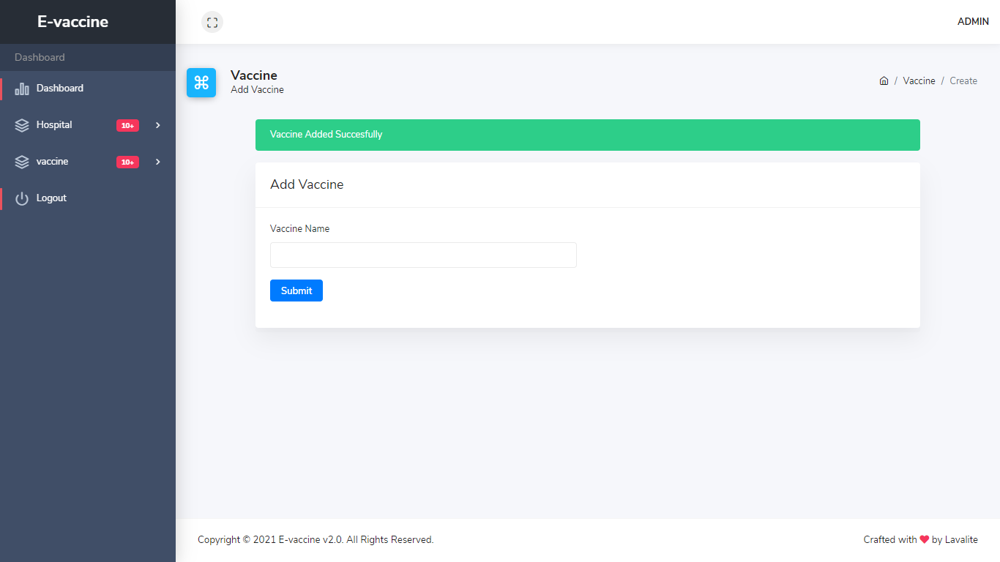 E-vaccine
ADMIN
Dashboard
Dashboard
Hospital 10+
vaccine 10+
Logout
Vaccine
Add Vaccine
/ Vaccine / Create
Vaccine Added Succesfully
Add Vaccine
Vaccine Name
Submit
Copyright © 2021 E-vaccine v2.0. All Rights Reserved.
Crafted with ❤ by Lavalite